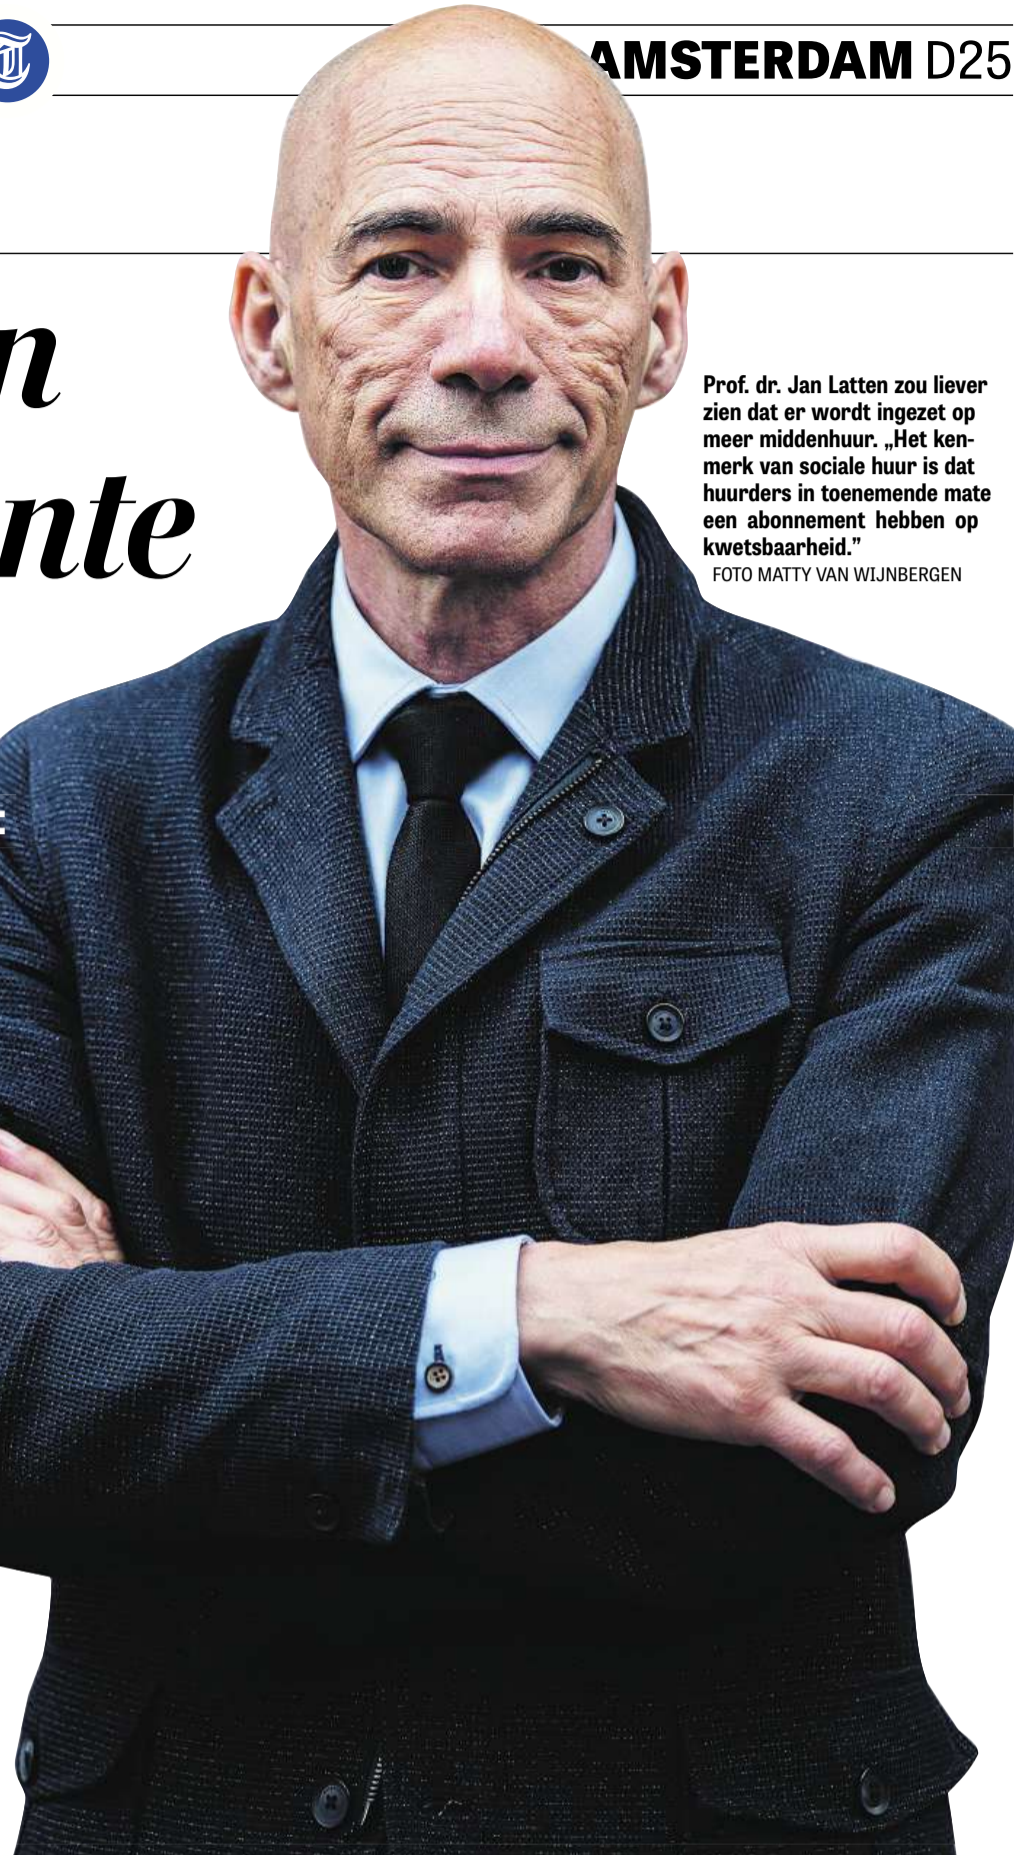 AMSTERDAM D25
n
nte
Prof. dr. Jan Latten zou liever
zien dat er wordt ingezet op
meer middenhuur. „Het ken-
merk van sociale huur is dat
huurders in toenemende mate
een abonnement hebben op
kwetsbaarheid.”
FOTO MATTY VAN WIJNBERGEN